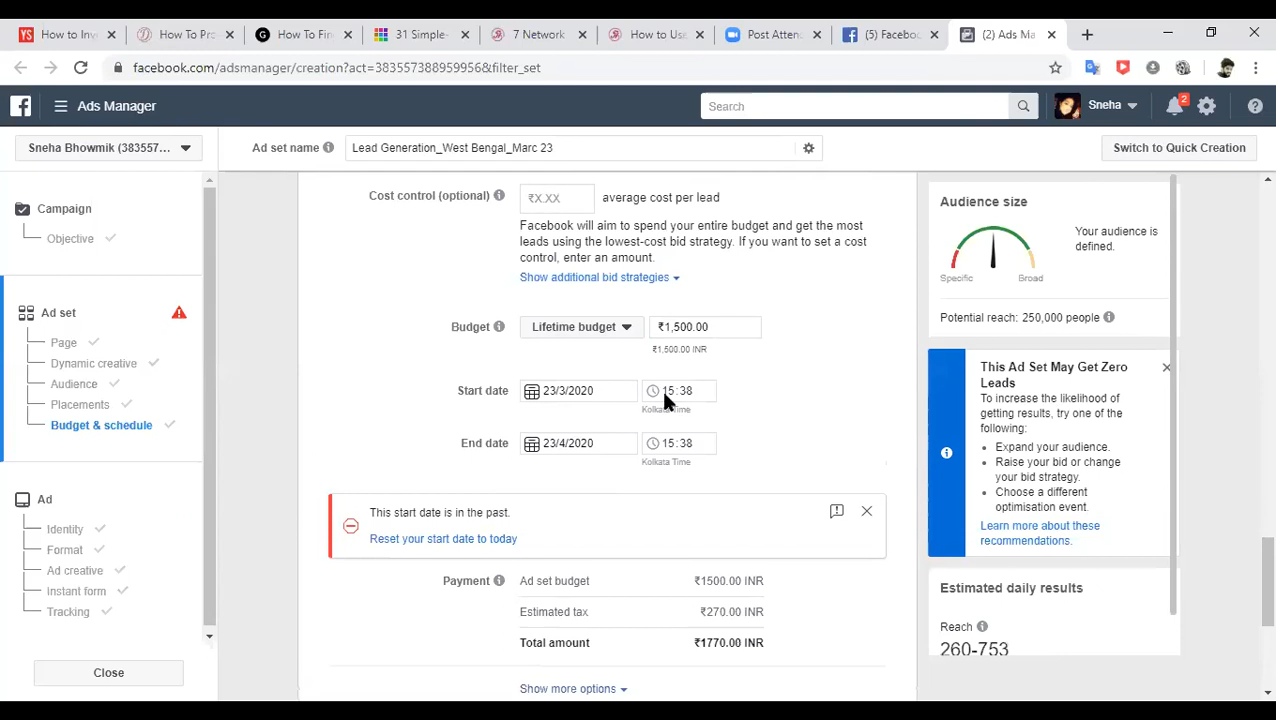 How to Inv
How To Pro
How To Fin
31 Simple-
7 Network
How to Use
Post Atten
(5) Facebo
(2) Ads Ma
facebook.com/adsmanager/creation?act=383557388959956&filter_set
Ads Manager
Search
Sneha
2
Sneha Bhowmik (383557...
Ad set name
Lead Generation_West Bengal_Marc 23
Switch to Quick Creation
Campaign
Objective
Ad set
Page
Dynamic creative
Audience
Placements
Budget & schedule
Ad
Identity
Format
Ad creative
Instant form
Tracking
Close
Cost control (optional)
₹X.XX
average cost per lead
Facebook will aim to spend your entire budget and get the most
leads using the lowest-cost bid strategy. If you want to set a cost
control, enter an amount.
Show additional bid strategies
Budget
Lifetime budget
₹1,500.00
₹1,500.00 INR
Start date
23/3/2020
15:38
Kolkata Time
End date
23/4/2020
15:38
Kolkata Time
This start date is in the past.
Reset your start date to today
Payment
Ad set budget
₹1500.00 INR
Estimated tax
₹270.00 INR
Total amount
₹1770.00 INR
Show more options
Audience size
Specific
Broad
Your audience is
defined.
Potential reach: 250,000 people
This Ad Set May Get Zero
Leads
To increase the likelihood of
getting results, try one of the
following:
Expand your audience.
Raise your bid or change
your bid strategy.
Choose a different
optimisation event.
Learn more about these
recommendations.
Estimated daily results
Reach
260-753